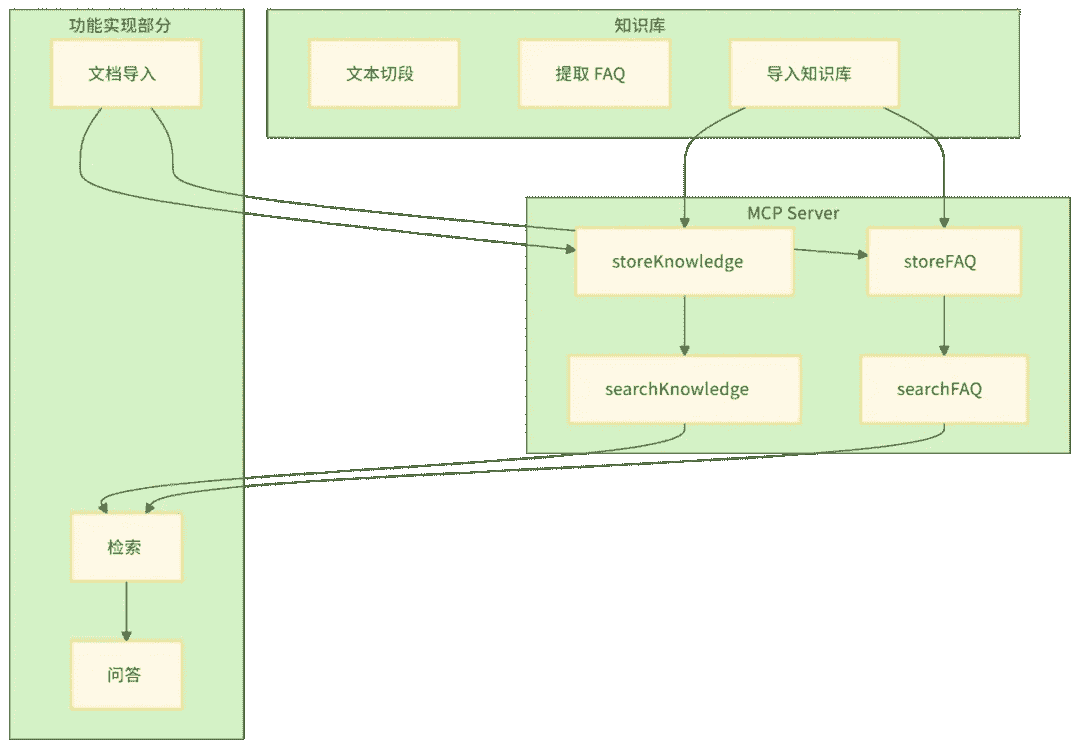 功能实现部分
文档导入
知识库
文本切段
提取 FAQ
导入知识库
MCP Server
storeKnowledge
storeFAQ
searchKnowledge
searchFAQ
检索
问答